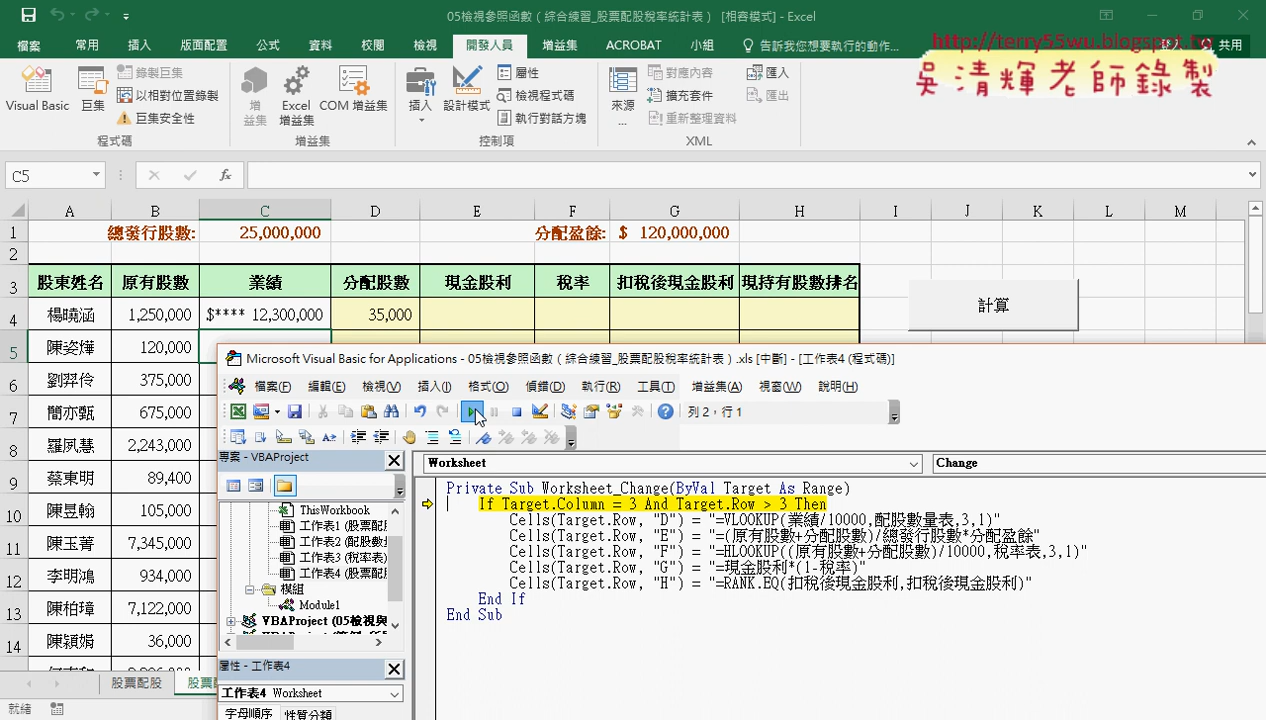 05檢視參照函數（綜合練習_股票配股稅率統計表） [相容模式] - Excel
檔案 常用 插入 版面配置 公式 資料 校閱 檢視 開發人員 增益集 ACROBAT 小組 告訴我您想要執行的動作... 共用
http://terry55wu.blogspot.tw
吳清輝老師錄製
Visual Basic 巨集 錄製巨集 以相對位置錄製 巨集安全性 程式碼
增益集 Excel 增益集 COM 增益集 增益集
插入 設計模式 屬性 檢視程式碼 執行對話方塊 控制項
來源 ... 對應內容 擴充套件 重新整理資料 匯入 匯出 XML
C5 fx
A B C D E F G H I J K L M
1 總發行股數: 25,000,000 分配盈餘: $ 120,000,000
2
3 股東姓名 原有股數 業績 分配股數 現金股利 稅率 扣稅後現金股利 現持有股數排名
計算
4 楊曉涵 1,250,000 $**** 12,300,000 35,000
5 陳姿燁 120,000
6 劉羿伶 375,000
7 簡亦甄 675,000
8 羅夙慧 2,243,000
9 蔡東明 89,400
10 陳昱翰 105,000
11 陳玉菁 7,345,000
12 李明鴻 934,000
13 陳柏璋 7,122,000
14 陳穎娟 36,000
股票配股
就緒
Microsoft Visual Basic for Applications - 05檢視參照函數（綜合練習_股票配股稅率統計表）.xls [中斷] - [工作表4 (程式碼)]
檔案(F) 編輯(E) 檢視(V) 插入(I) 格式(O) 偵錯(D) 執行(R) 工具(T) 增益集(A) 視窗(W) 說明(H)
列 2，行 1
專案 - VBAProject
ThisWorkbook
工作表1 (股票配
工作表2 (配股數
工作表3 (稅率表
工作表4 (股票配
模組
Module1
VBAProject (05檢視與
屬性 - 工作表4
工作表4 Worksheet
字母順序 性質分類
Worksheet Change
Private Sub Worksheet_Change(ByVal Target As Range)
If Target.Column = 3 And Target.Row > 3 Then
Cells(Target.Row, "D") = "=VLOOKUP(業績/10000,配股數量表,3,1)"
Cells(Target.Row, "E") = "=(原有股數+分配股數)/總發行股數*分配盈餘"
Cells(Target.Row, "F") = "=HLOOKUP((原有股數+分配股數)/10000,稅率表,3,1)"
Cells(Target.Row, "G") = "=現金股利*(1-稅率)"
Cells(Target.Row, "H") = "=RANK.EQ(扣稅後現金股利,扣稅後現金股利)"
End If
End Sub